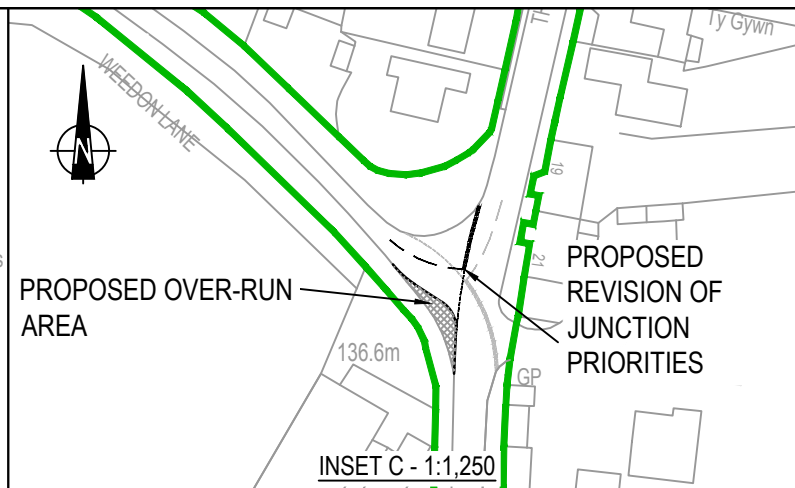 Ty Gywn
TH
WEEDON LANE
N
19
21
PROPOSED OVER-RUN
AREA
PROPOSED
REVISION OF
JUNCTION
PRIORITIES
136.6m
GP
INSET C - 1:1,250